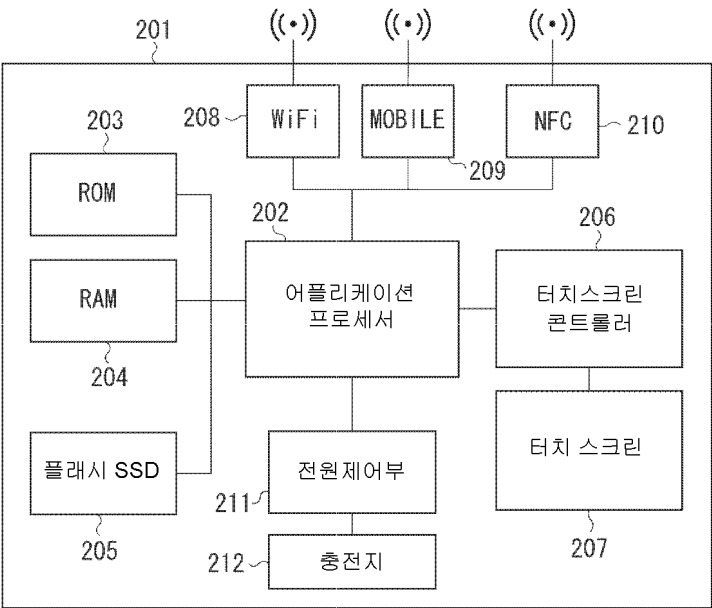 201
203
208
WiFi
MOBILE
NFC
210
ROM
209
202
206
RAM
어플리케이션
프로세서
터치스크린
콘트롤러
204
플래시 SSD
전원제어부
터치 스크린
211
205
212
충전지
207